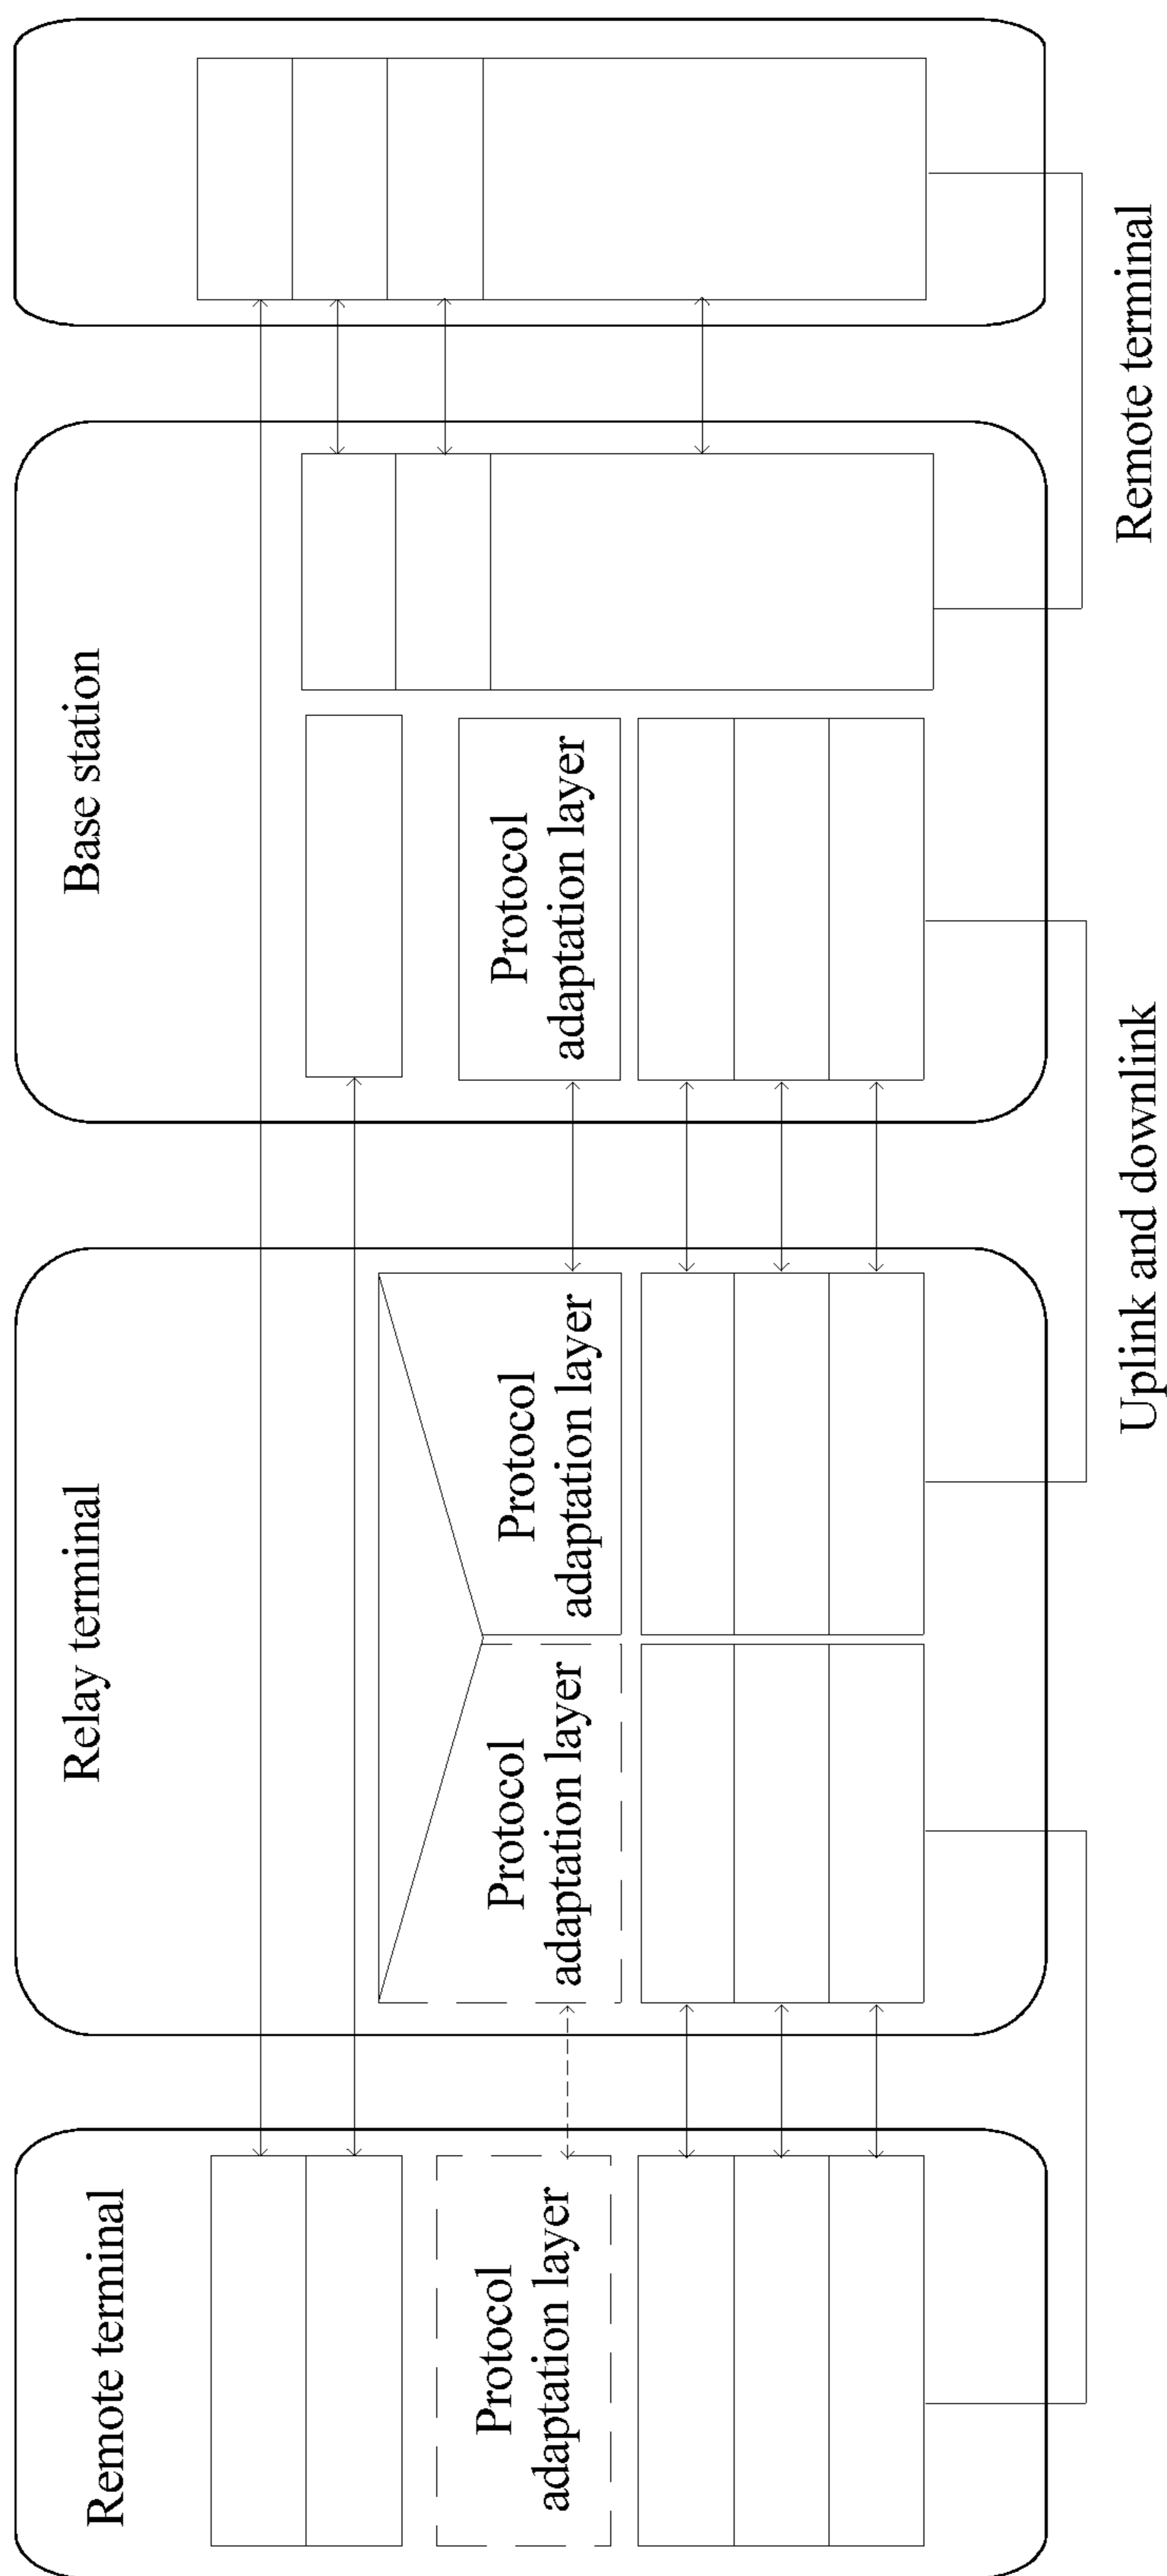 Remote terminal
Relay terminal
Base station
Protocol
adaptation layer
Protocol
adaptation layer
Protocol
adaptation layer
Protocol
adaptation layer
Uplink and downlink
Remote terminal